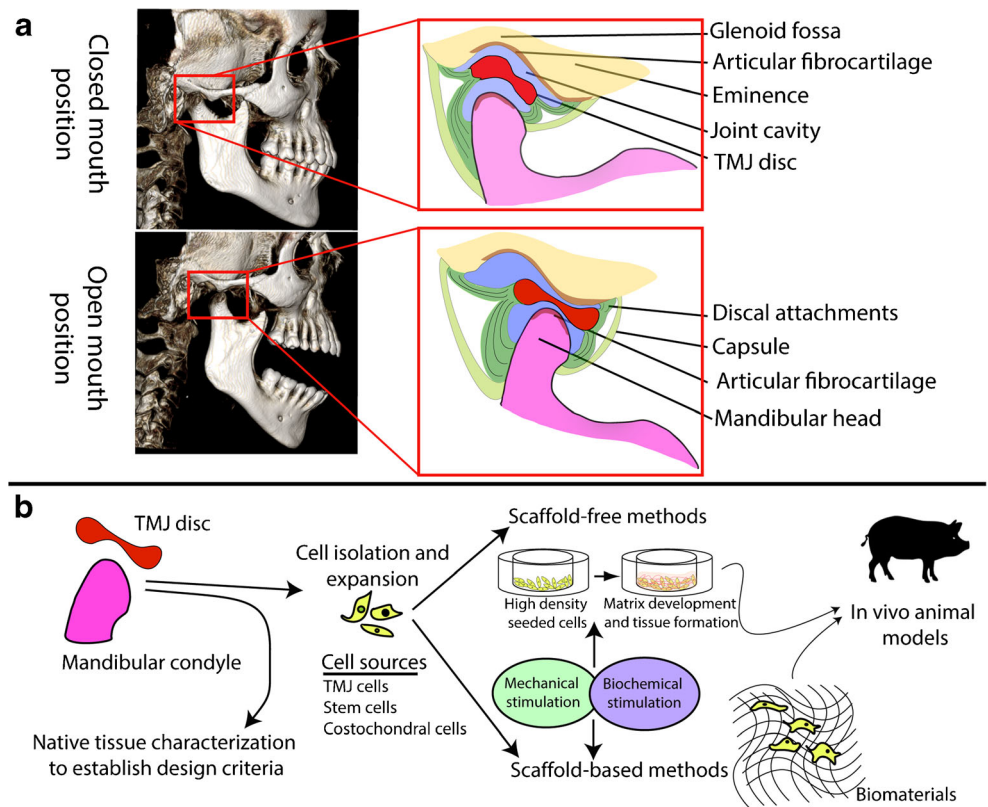 a
Closed mouth
position
Glenoid fossa
Articular fibrocartilage
Eminence
Joint cavity
TMJ disc
Open mouth
position
Discal attachments
Capsule
Articular fibrocartilage
Mandibular head
b
TMJ disc
Mandibular condyle
Native tissue characterization
to establish design criteria
Cell isolation and
expansion
Cell sources
TMJ cells
Stem cells
Costochondral cells
Scaffold-free methods
High density
seeded cells
Matrix development
and tissue formation
Mechanical
stimulation
Biochemical
stimulation
Scaffold-based methods
In vivo animal
models
Biomaterials